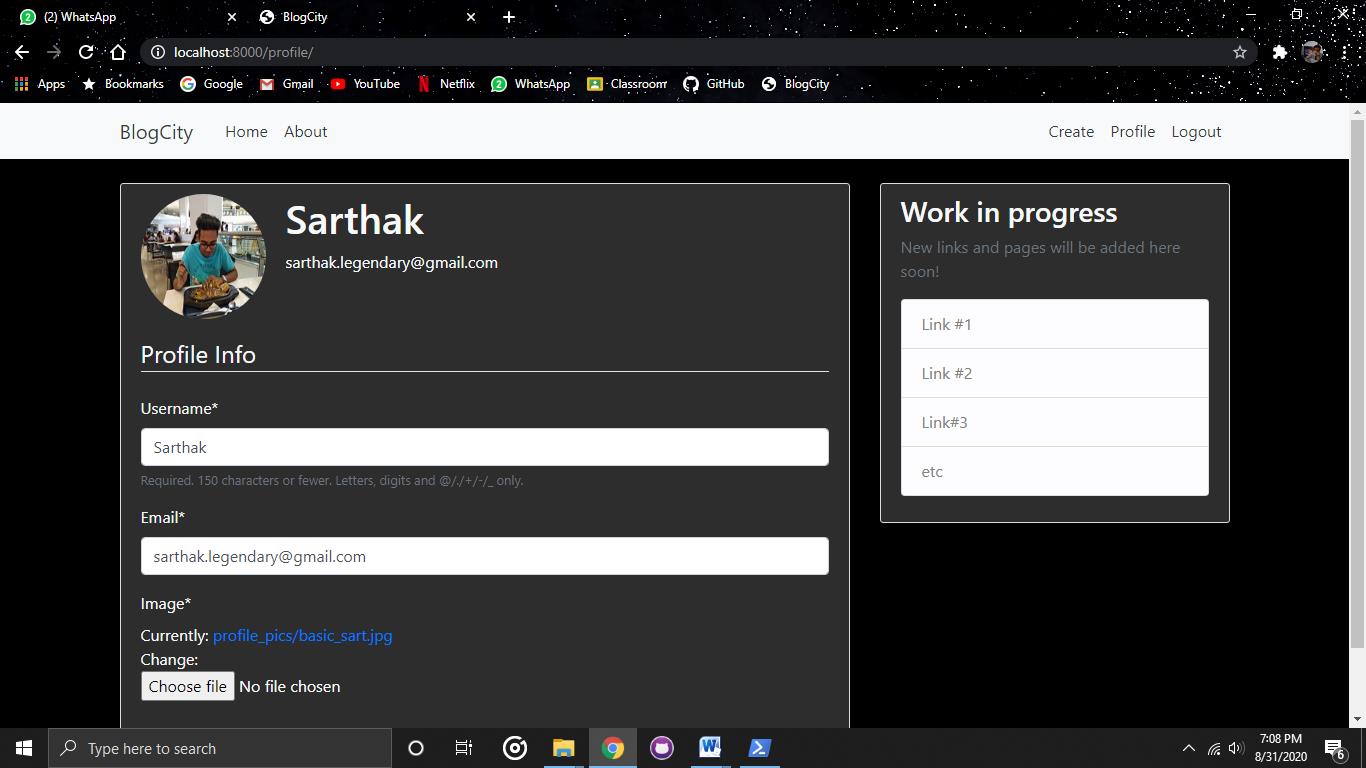 (2) WhatsApp
BlogCity
localhost:8000/profile/
Apps Bookmarks Google Gmail YouTube Netflix WhatsApp Classroom GitHub BlogCity
BlogCity Home About Create Profile Logout
Sarthak
sarthak.legendary@gmail.com
Profile Info
Username*
Sarthak
Required. 150 characters or fewer. Letters, digits and @/./+/-/_ only.
Email*
sarthak.legendary@gmail.com
Image*
Currently: profile_pics/basic_sart.jpg
Change:
Choose file No file chosen
Work in progress
New links and pages will be added here
soon!
Link #1
Link #2
Link#3
etc
Type here to search
7:08 PM
8/31/2020
6